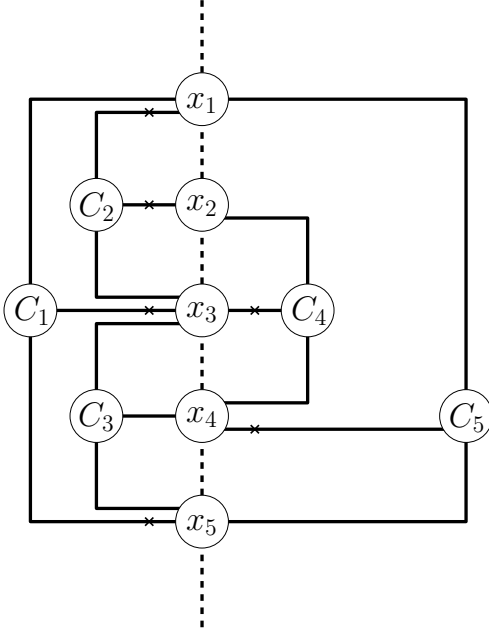 x₁
C₂ x₂
C₁ x₃ C₄
C₃ x₄ C₅
x₅